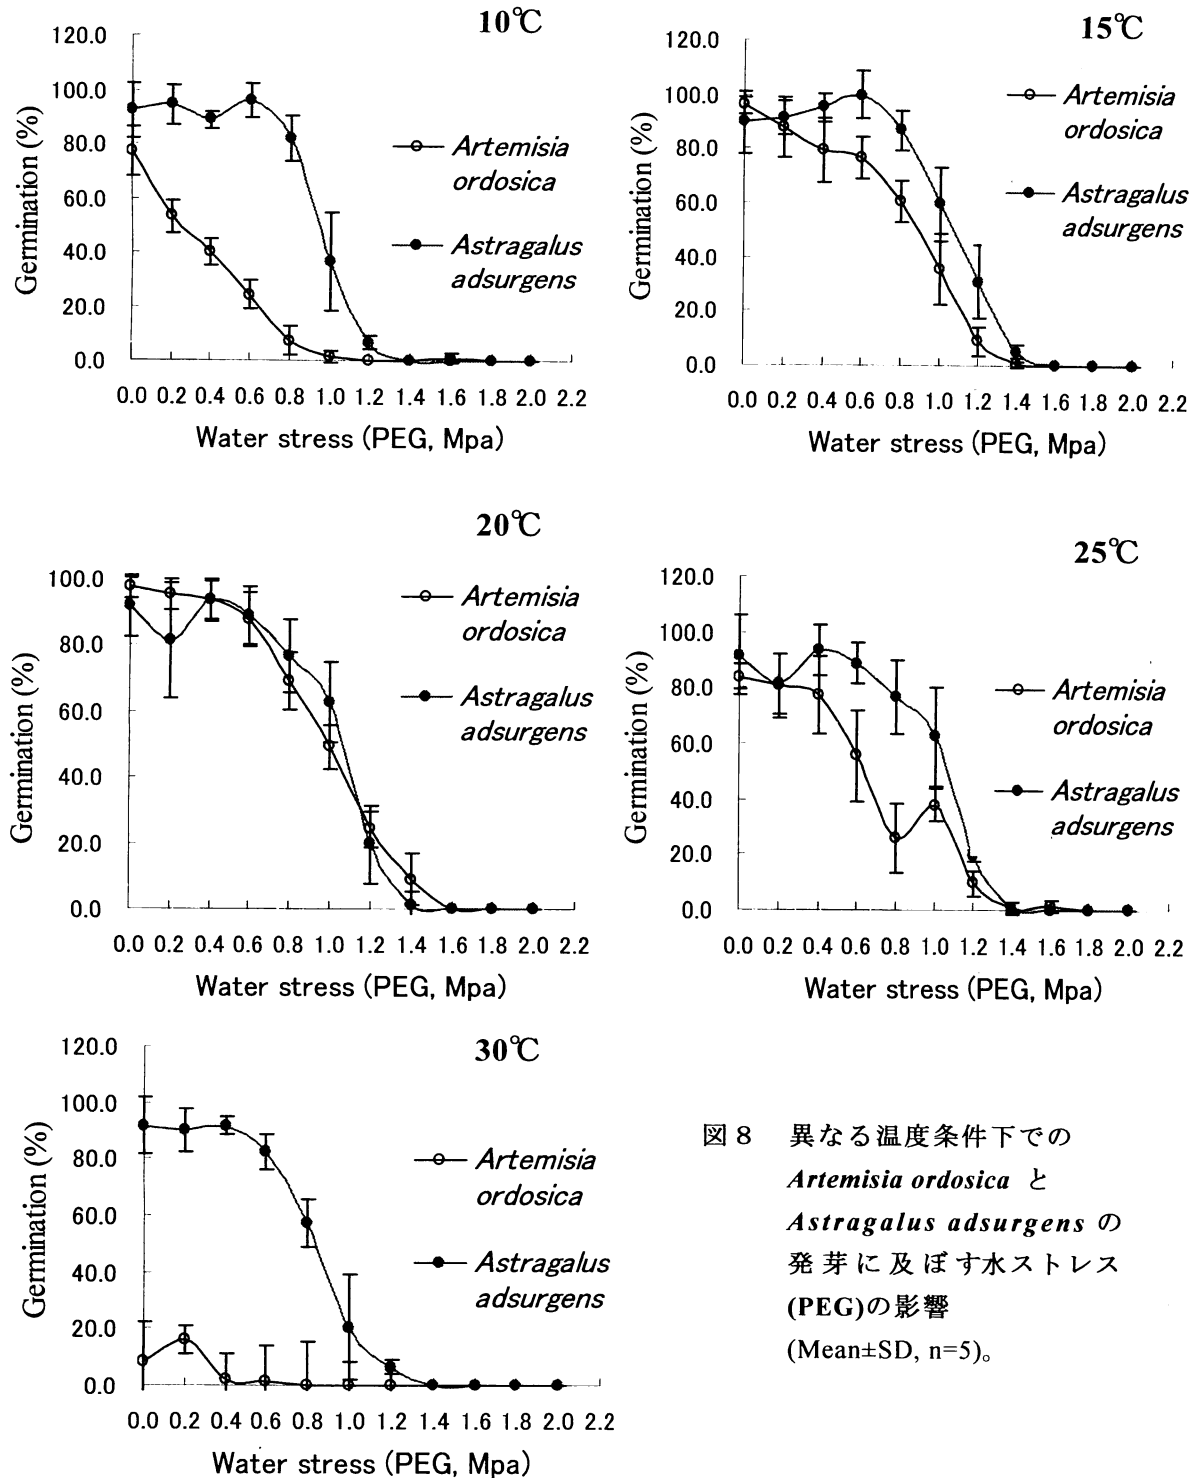 10℃
120.0
100.0
80.0
60.0
40.0
20.0
0.0
Germination (%)
Artemisia
ordosica
Astragalus
adsurgens
0.0 0.2 0.4 0.6 0.8 1.0 1.2 1.4 1.6 1.8 2.0 2.2
Water stress (PEG, Mpa)
15℃
120.0
100.0
80.0
60.0
40.0
20.0
0.0
Germination (%)
Artemisia
ordosica
Astragalus
adsurgens
0.0 0.2 0.4 0.6 0.8 1.0 1.2 1.4 1.6 1.8 2.0 2.2
Water stress (PEG, Mpa)
20℃
100.0
80.0
60.0
40.0
20.0
0.0
Germination (%)
Artemisia
ordosica
Astragalus
adsurgens
0.0 0.2 0.4 0.6 0.8 1.0 1.2 1.4 1.6 1.8 2.0 2.2
Water stress (PEG, Mpa)
25℃
120.0
100.0
80.0
60.0
40.0
20.0
0.0
Germination (%)
Artemisia
ordosica
Astragalus
adsurgens
0.0 0.2 0.4 0.6 0.8 1.0 1.2 1.4 1.6 1.8 2.0 2.2
Water stress (PEG, Mpa)
30℃
120.0
100.0
80.0
60.0
40.0
20.0
0.0
Germination (%)
Artemisia
ordosica
Astragalus
adsurgens
0.0 0.2 0.4 0.6 0.8 1.0 1.2 1.4 1.6 1.8 2.0 2.2
Water stress (PEG, Mpa)
図8 異なる温度条件下での
Artemisia ordosica と
Astragalus adsurgens の
発芽に及ぼす水ストレス
(PEG)の影響
(Mean±SD, n=5)。